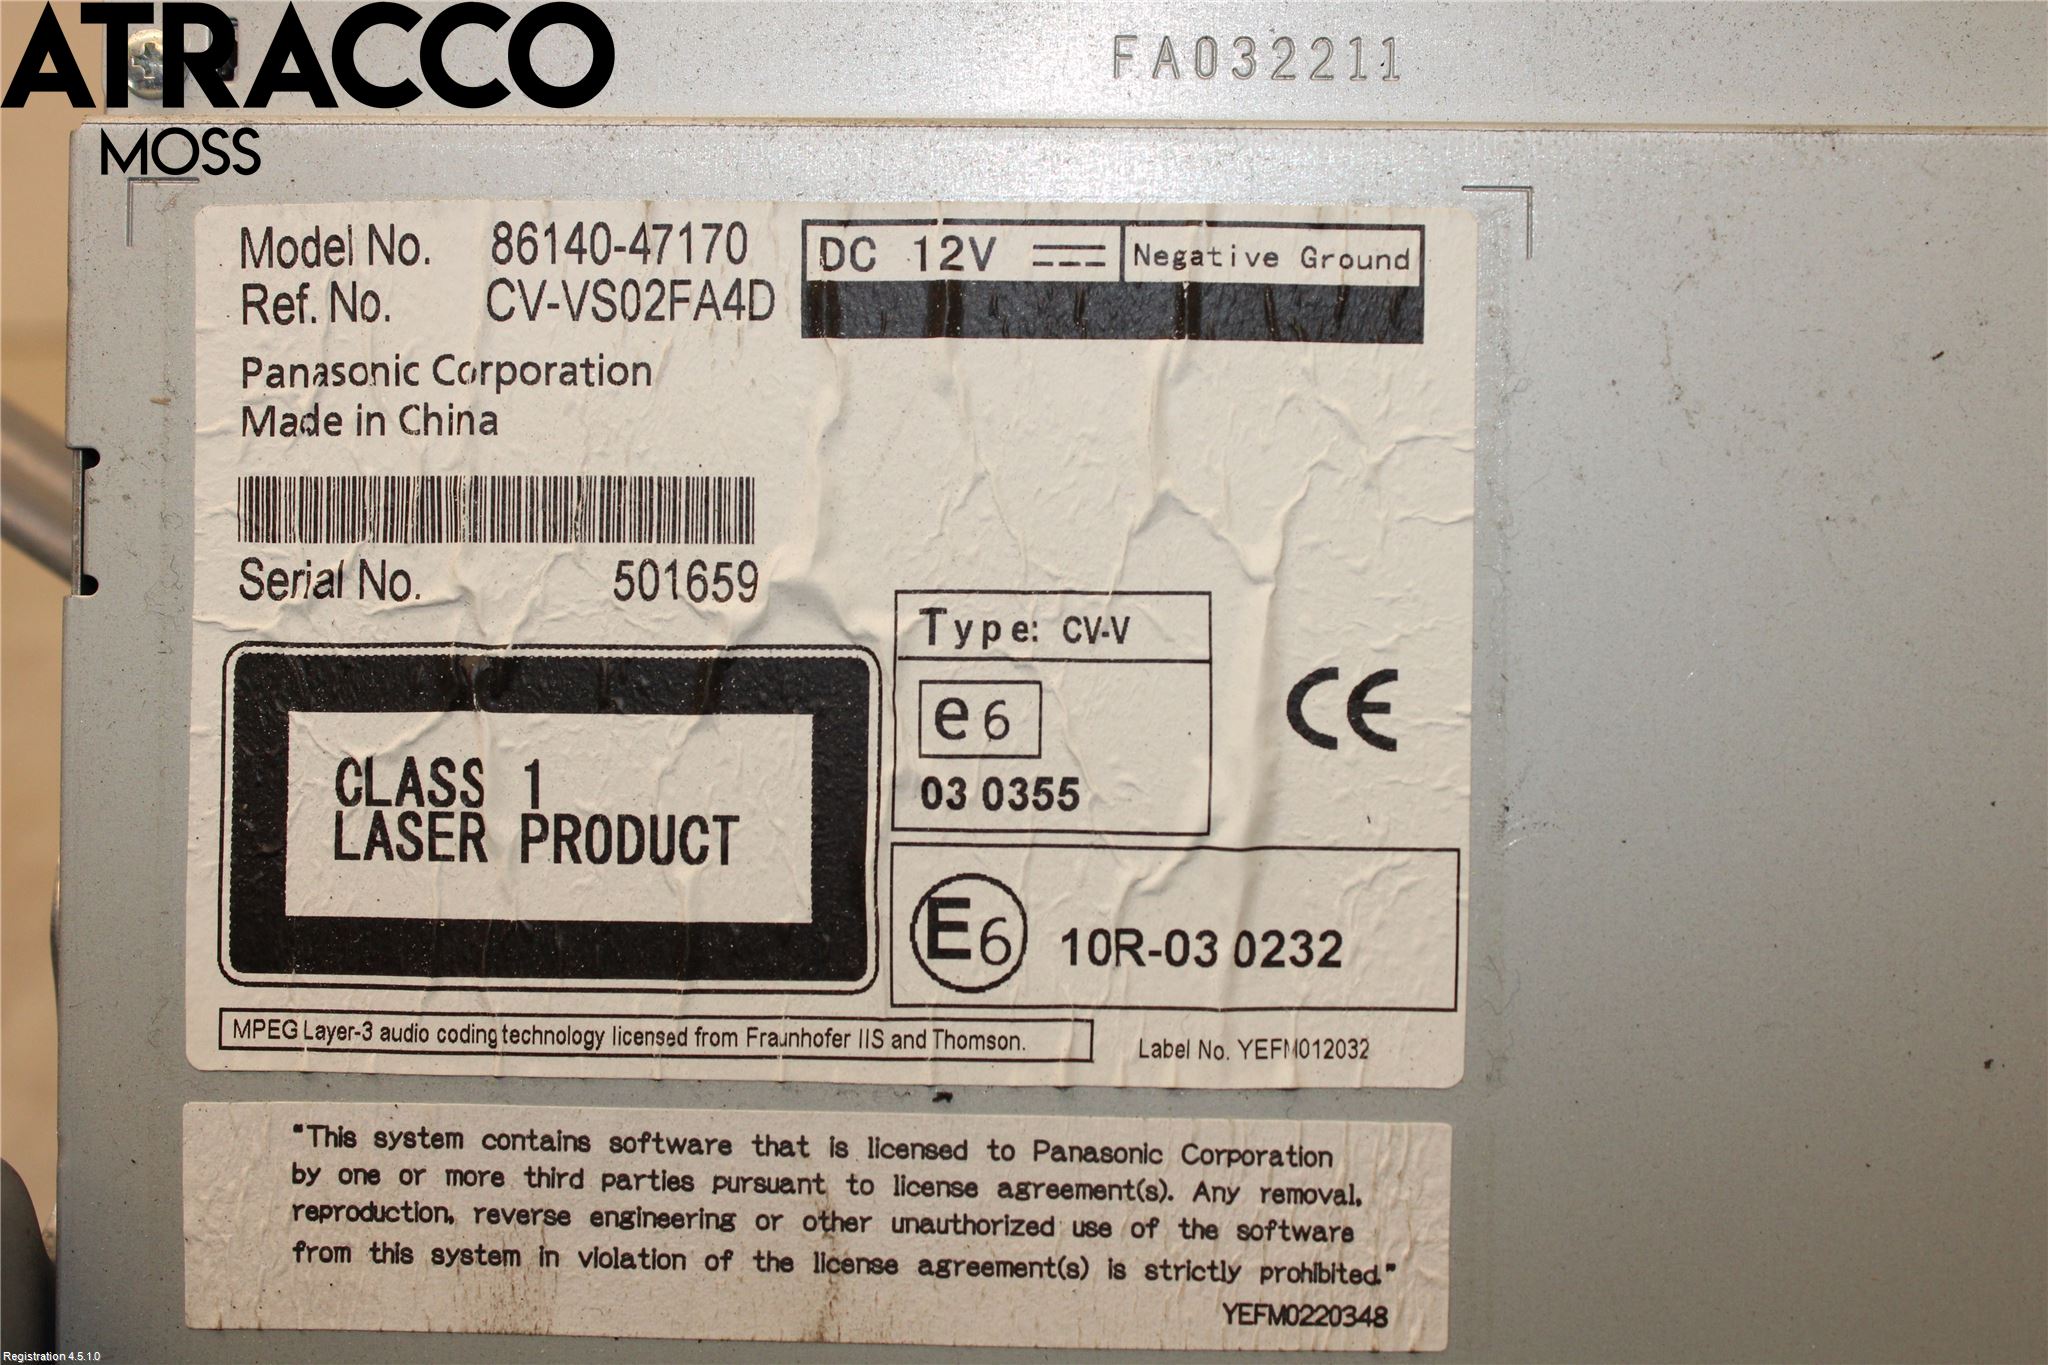 ATRACCO
MOSS
FA032211
Model No. 86140-47170
Ref. No. CV-VS02FA4D
DC 12V Negative Ground
Panasonic Corporation
Made in China
Serial No. 501659
Type: CV-V
e6
03 0355
CE
CLASS 1
LASER PRODUCT
E6 10R-03 0232
MPEG Layer-3 audio coding technology licensed from Fraunhofer IIS and Thomson.
Label No. YEFM012032
"This system contains software that is licensed to Panasonic Corporation
by one or more third parties pursuant to license agreement(s). Any removal,
reproduction, reverse engineering or other unauthorized use of the software
from this system in violation of the license agreement(s) is strictly prohibited."
YEFM0220348
Registration 4.5.1.0